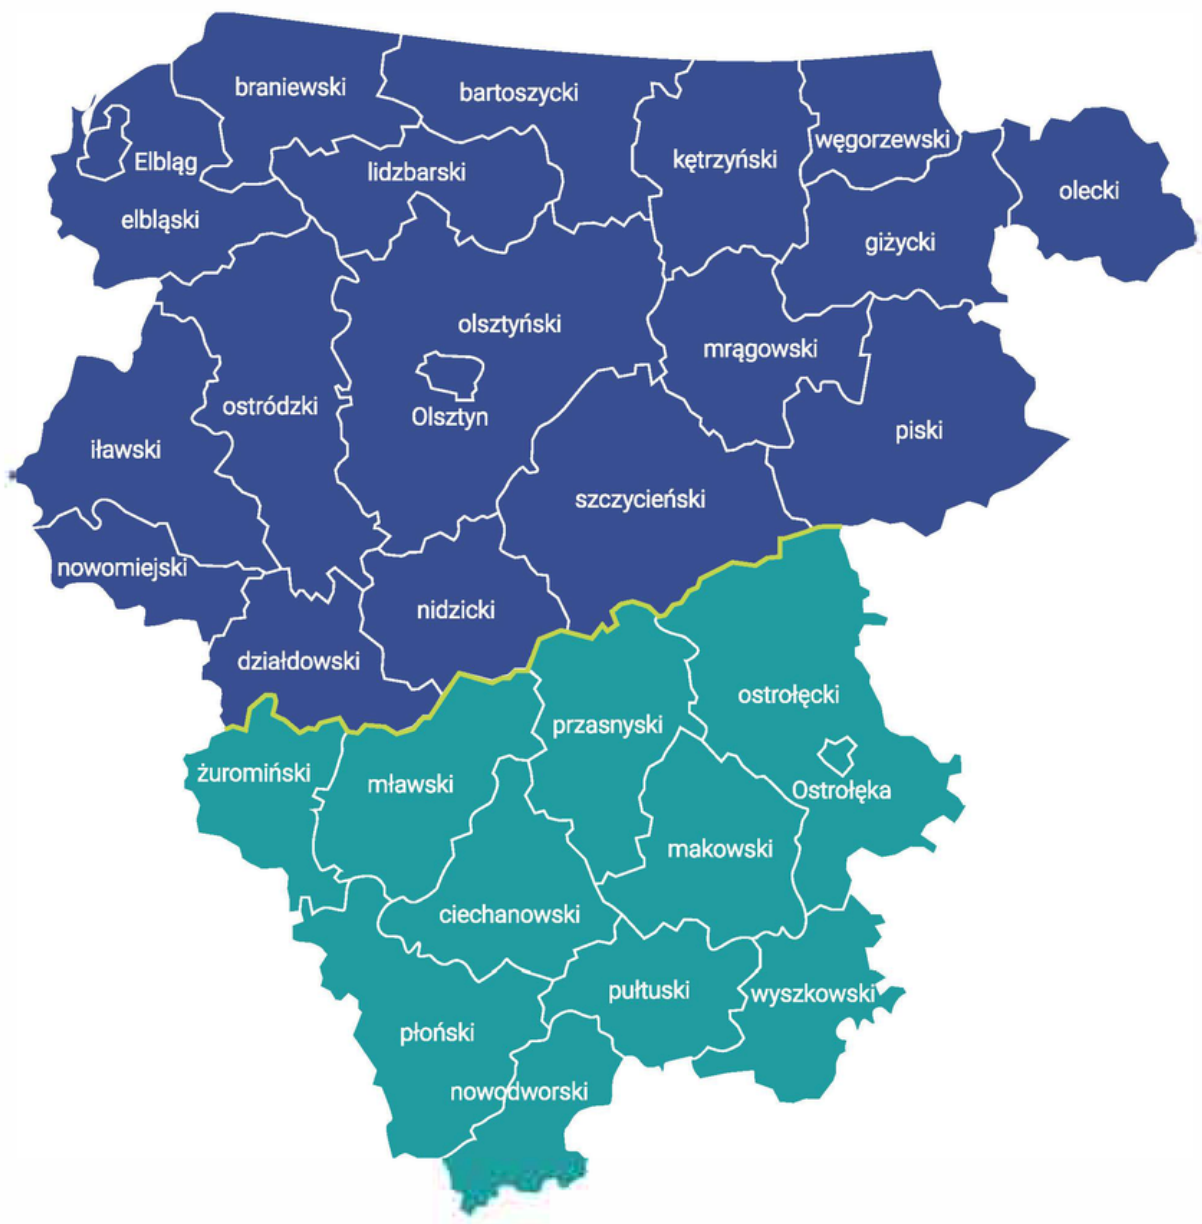 braniewski
bartoszycki
węgorzewski
Elbląg
lidzbarski
kętrzyński
olecki
elbląski
giżycki
olsztyński
mrągowski
ostródzki
Olsztyn
piski
iławski
szczycieński
nowomiejski
nidzicki
działdowski
ostrołęcki
przasnyski
żuromiński
mławski
Ostrołęka
makowski
ciechanowski
pułtuski
wyszkowski
płoński
nowodworski